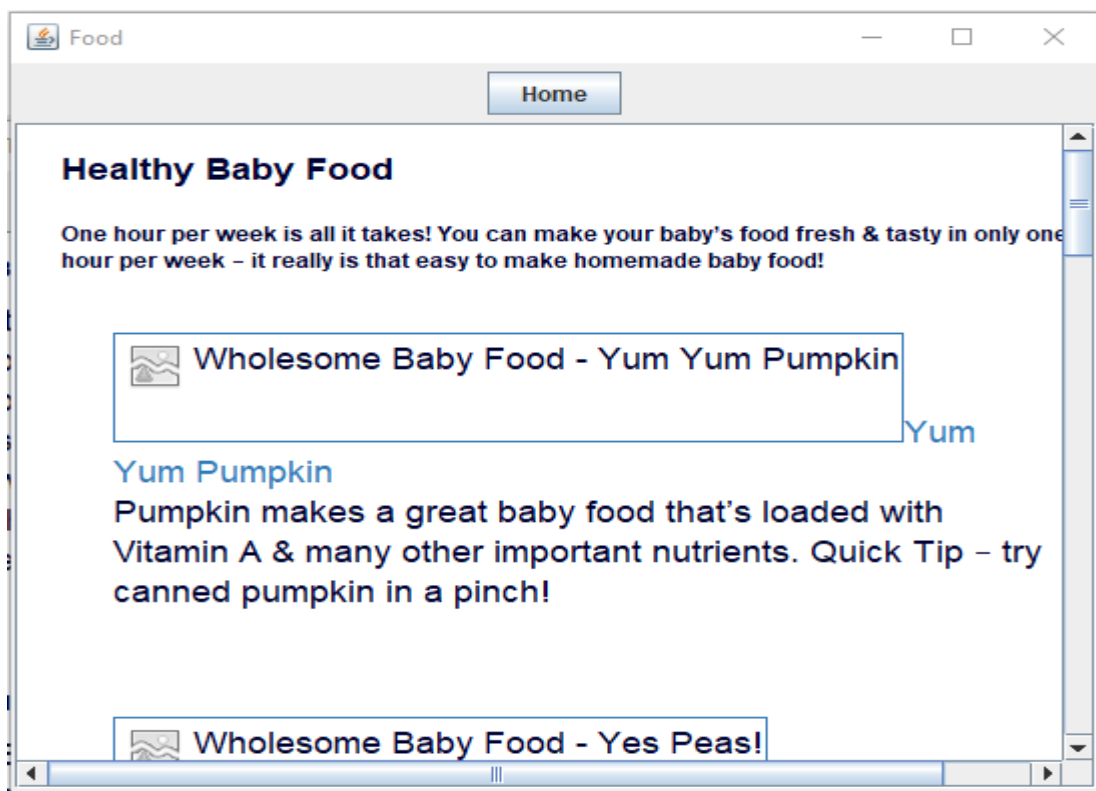 Food
Home
Healthy Baby Food
One hour per week is all it takes! You can make your baby’s food fresh & tasty in only one
hour per week – it really is that easy to make homemade baby food!
Wholesome Baby Food - Yum Yum Pumpkin
Yum
Yum Pumpkin
Pumpkin makes a great baby food that’s loaded with
Vitamin A & many other important nutrients. Quick Tip – try
canned pumpkin in a pinch!
Wholesome Baby Food - Yes Peas!